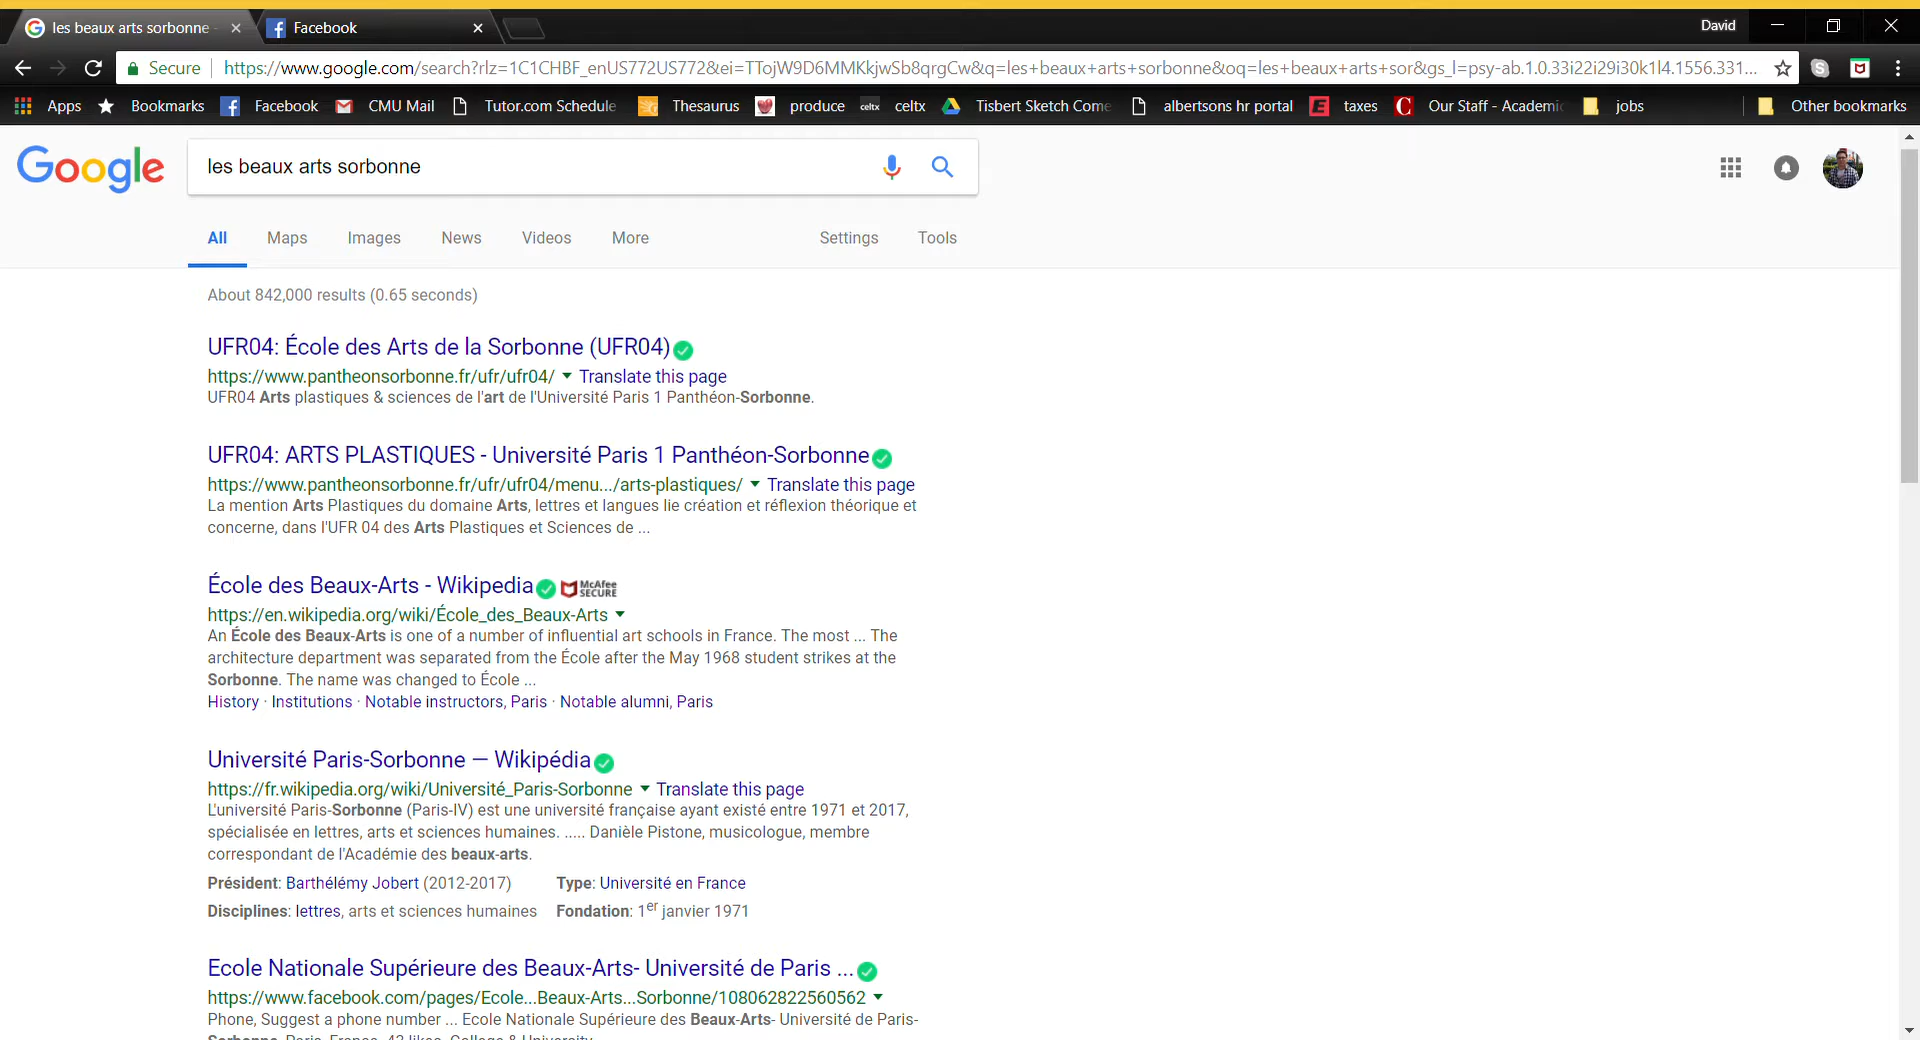 les beaux arts sorbonne -
Facebook
David
Secure
https://www.google.com/search?rlz=1C1CHBF_enUS772US772&ei=TTojW9D6MMKkjwSb8qrgCw&q=les+beaux+arts+sorbonne&oq=les+beaux+arts+sor&gs_l=psy-ab.1.0.33i22i29i30k1l4.1556.331...
Apps Bookmarks Facebook CMU Mail Tutor.com Schedule Thesaurus celtx produce celtx Tisbert Sketch Come albertsons hr portal taxes Our Staff - Academic jobs Other bookmarks
Google
les beaux arts sorbonne
All Maps Images News Videos More Settings Tools
About 842,000 results (0.65 seconds)
UFR04: École des Arts de la Sorbonne (UFR04)
https://www.pantheonsorbonne.fr/ufr/ufr04/ Translate this page
UFR04 Arts plastiques & sciences de l'art de l'Université Paris 1 Panthéon-Sorbonne.
UFR04: ARTS PLASTIQUES - Université Paris 1 Panthéon-Sorbonne
https://www.pantheonsorbonne.fr/ufr/ufr04/menu.../arts-plastiques/ Translate this page
La mention Arts Plastiques du domaine Arts, lettres et langues lie création et réflexion théorique et
concerne, dans l'UFR 04 des Arts Plastiques et Sciences de ...
École des Beaux-Arts - Wikipedia McAfee SECURE
https://en.wikipedia.org/wiki/École_des_Beaux-Arts
An École des Beaux-Arts is one of a number of influential art schools in France. The most ... The
architecture department was separated from the École after the May 1968 student strikes at the
Sorbonne. The name was changed to École ...
History · Institutions · Notable instructors, Paris · Notable alumni, Paris
Université Paris-Sorbonne — Wikipédia
https://fr.wikipedia.org/wiki/Université_Paris-Sorbonne Translate this page
L'université Paris-Sorbonne (Paris-IV) est une université française ayant existé entre 1971 et 2017,
spécialisée en lettres, arts et sciences humaines. ..... Danièle Pistone, musicologue, membre
correspondant de l'Académie des beaux-arts.
Président: Barthélémy Jobert (2012-2017) Type: Université en France
Disciplines: lettres, arts et sciences humaines Fondation: 1er janvier 1971
Ecole Nationale Supérieure des Beaux-Arts- Université de Paris ...
https://www.facebook.com/pages/Ecole...Beaux-Arts...Sorbonne/108062822560562
Phone, Suggest a phone number ... Ecole Nationale Supérieure des Beaux-Arts- Université de Paris-
Sorbonne, Paris, France. 43 likes. College & University.